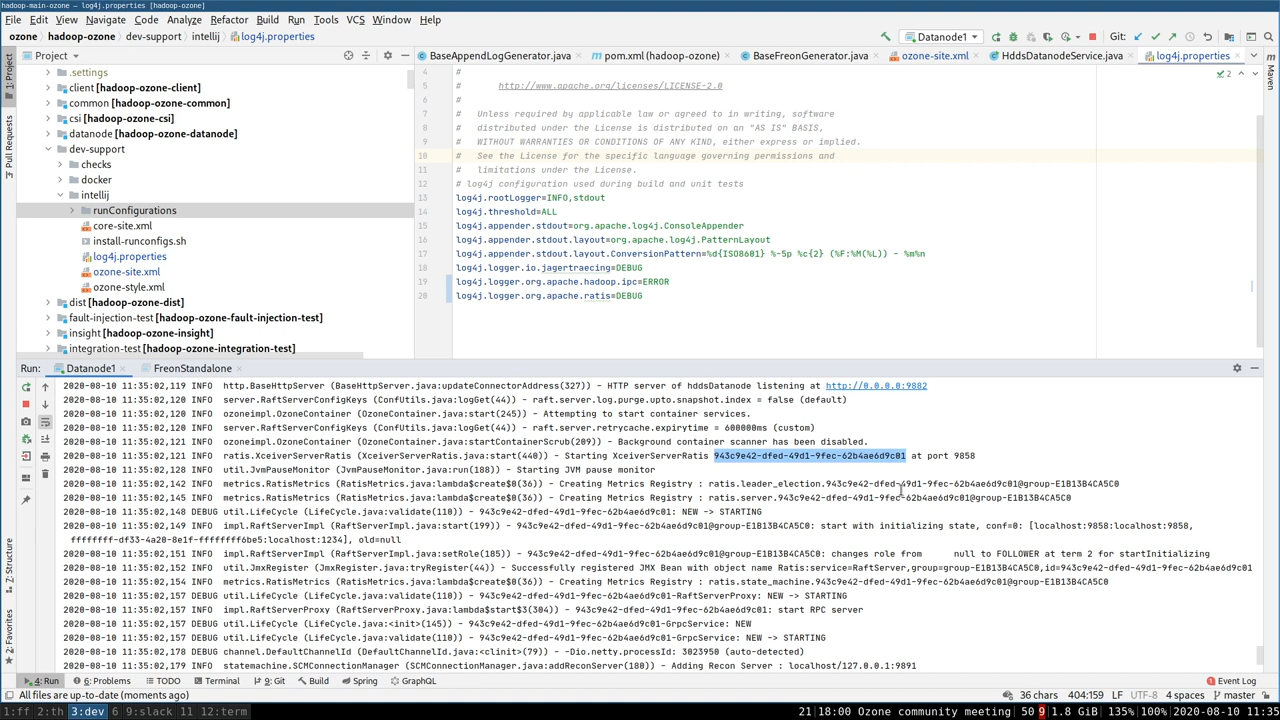 hadoop-main-ozone – log4j.properties [hadoop-ozone]
File Edit View Navigate Code Analyze Refactor Build Run Tools VCS Window Help
ozone hadoop-ozone dev-support intellij log4j.properties Datanode1 Git:
Project BaseAppendLogGenerator.java pom.xml (hadoop-ozone) BaseFreonGenerator.java ozone-site.xml HddsDatanodeService.java log4j.properties
1: Project
Pull Requests
Z: Structure
2: Favorites
Maven
.settings
client [hadoop-ozone-client]
common [hadoop-ozone-common]
csi [hadoop-ozone-csi]
datanode [hadoop-ozone-datanode]
dev-support
checks
docker
intellij
runConfigurations
core-site.xml
install-runconfigs.sh
log4j.properties
ozone-site.xml
ozone-style.xml
dist [hadoop-ozone-dist]
fault-injection-test [hadoop-ozone-fault-injection-test]
insight [hadoop-ozone-insight]
integration-test [hadoop-ozone-integration-test]
2
4 #
5 # http://www.apache.org/licenses/LICENSE-2.0
6 #
7 # Unless required by applicable law or agreed to in writing, software
8 # distributed under the License is distributed on an "AS IS" BASIS,
9 # WITHOUT WARRANTIES OR CONDITIONS OF ANY KIND, either express or implied.
10 # See the License for the specific language governing permissions and
11 # limitations under the License.
12 # log4j configuration used during build and unit tests
13 log4j.rootLogger=INFO,stdout
14 log4j.threshold=ALL
15 log4j.appender.stdout=org.apache.log4j.ConsoleAppender
16 log4j.appender.stdout.layout=org.apache.log4j.PatternLayout
17 log4j.appender.stdout.layout.ConversionPattern=%d{ISO8601} %-5p %c{2} (%F:%M(%L)) - %m%n
18 log4j.logger.io.jagertraecing=DEBUG
19 log4j.logger.org.apache.hadoop.ipc=ERROR
20 log4j.logger.org.apache.ratis=DEBUG
Run: Datanode1 FreonStandalone
2020-08-10 11:35:02,119 INFO http.BaseHttpServer (BaseHttpServer.java:updateConnectorAddress(327)) - HTTP server of hddsDatanode listening at http://0.0.0.0:9882
2020-08-10 11:35:02,120 INFO server.RaftServerConfigKeys (ConfUtils.java:logGet(44)) - raft.server.log.purge.upto.snapshot.index = false (default)
2020-08-10 11:35:02,120 INFO ozoneimpl.OzoneContainer (OzoneContainer.java:start(245)) - Attempting to start container services.
2020-08-10 11:35:02,120 INFO server.RaftServerConfigKeys (ConfUtils.java:logGet(44)) - raft.server.retrycache.expirytime = 600000ms (custom)
2020-08-10 11:35:02,121 INFO ozoneimpl.OzoneContainer (OzoneContainer.java:startContainerScrub(209)) - Background container scanner has been disabled.
2020-08-10 11:35:02,121 INFO ratis.XceiverServerRatis (XceiverServerRatis.java:start(440)) - Starting XceiverServerRatis 943c9e42-dfed-49d1-9fec-62b4ae6d9c01 at port 9858
2020-08-10 11:35:02,128 INFO util.JvmPauseMonitor (JvmPauseMonitor.java:run(188)) - Starting JVM pause monitor
2020-08-10 11:35:02,141 INFO metrics.RatisMetrics (RatisMetrics.java:lambda$create$0(36)) - Creating Metrics Registry : ratis.leader_election.943c9e42-dfed-49d1-9fec-62b4ae6d9c01@group-E1B13B4CA5C0
2020-08-10 11:35:02,145 INFO metrics.RatisMetrics (RatisMetrics.java:lambda$create$0(36)) - Creating Metrics Registry : ratis.server.943c9e42-dfed-49d1-9fec-62b4ae6d9c01@group-E1B13B4CA5C0
2020-08-10 11:35:02,148 DEBUG util.LifeCycle (LifeCycle.java:validate(110)) - 943c9e42-dfed-49d1-9fec-62b4ae6d9c01: NEW -> STARTING
2020-08-10 11:35:02,149 INFO impl.RaftServerImpl (RaftServerImpl.java:start(199)) - 943c9e42-dfed-49d1-9fec-62b4ae6d9c01@group-E1B13B4CA5C0: start with initializing state, conf=0: [localhost:9858:localhost:9858,
ffffffff-df33-4a20-8e1f-ffffffff6be5:localhost:1234], old=null
2020-08-10 11:35:02,151 INFO impl.RaftServerImpl (RaftServerImpl.java:setRole(185)) - 943c9e42-dfed-49d1-9fec-62b4ae6d9c01@group-E1B13B4CA5C0: changes role from null to FOLLOWER at term 2 for startInitializing
2020-08-10 11:35:02,152 INFO util.JmxRegister (JmxRegister.java:tryRegister(44)) - Successfully registered JMX Bean with object name Ratis:service=RaftServer,group=group-E1B13B4CA5C0,id=943c9e42-dfed-49d1-9fec-62b4ae6d9c01
2020-08-10 11:35:02,154 INFO metrics.RatisMetrics (RatisMetrics.java:lambda$create$0(36)) - Creating Metrics Registry : ratis.state_machine.943c9e42-dfed-49d1-9fec-62b4ae6d9c01@group-E1B13B4CA5C0
2020-08-10 11:35:02,157 DEBUG util.LifeCycle (LifeCycle.java:validate(110)) - 943c9e42-dfed-49d1-9fec-62b4ae6d9c01-RaftServerProxy: NEW -> STARTING
2020-08-10 11:35:02,157 INFO impl.RaftServerProxy (RaftServerProxy.java:lambda$start$3(304)) - 943c9e42-dfed-49d1-9fec-62b4ae6d9c01: start RPC server
2020-08-10 11:35:02,157 DEBUG util.LifeCycle (LifeCycle.java:<init>(145)) - 943c9e42-dfed-49d1-9fec-62b4ae6d9c01-GrpcService: NEW
2020-08-10 11:35:02,157 DEBUG util.LifeCycle (LifeCycle.java:validate(110)) - 943c9e42-dfed-49d1-9fec-62b4ae6d9c01-GrpcService: NEW -> STARTING
2020-08-10 11:35:02,178 DEBUG channel.DefaultChannelId (DefaultChannelId.java:<clinit>(79)) - -Dio.netty.processId: 3023950 (auto-detected)
2020-08-10 11:35:02,179 INFO statemachine.SCMConnectionManager (SCMConnectionManager.java:addReconServer(180)) - Adding Recon Server : localhost/127.0.0.1:9891
4: Run 6: Problems TODO Terminal 9: Git Build Spring GraphQL 1 Event Log
All files are up-to-date (moments ago) 36 chars 404:159 LF UTF-8 4 spaces master
1:ff 2:th 3:dev 6 9:slack 11 12:term 21|18:00 Ozone community meeting| 50 9|1.8 GiB|135%|100%|2020-08-10 11:35